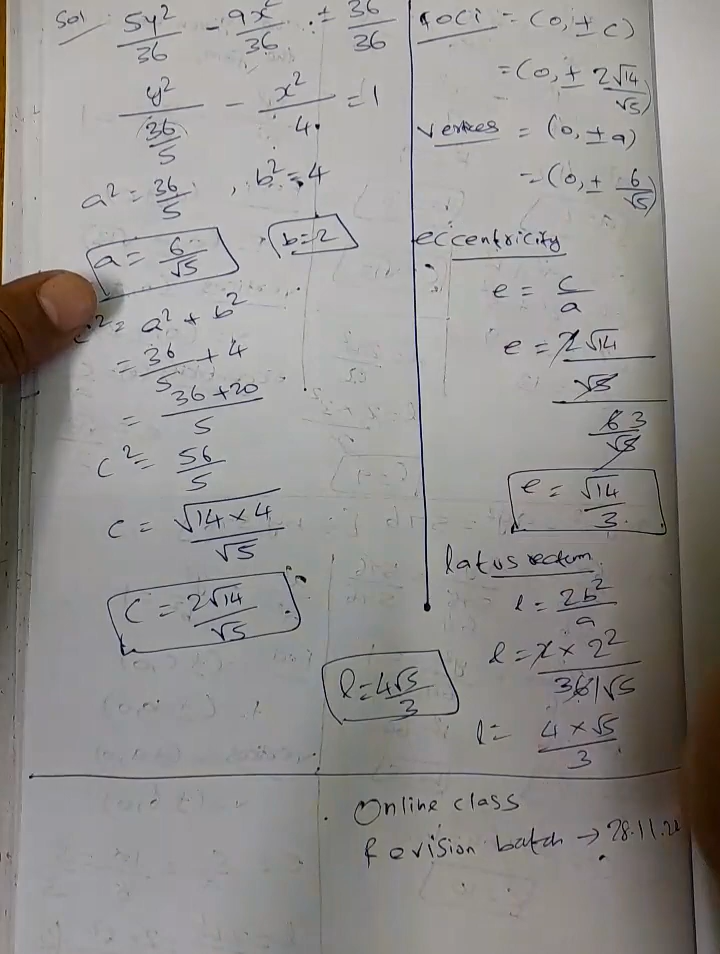 Sol 5y²/36 - 9x²/36 = 36/36
y²/(36/5) - x²/4 = 1
a² = 36/5 , b² = 4
a = 6/√5 b = 2
c² = a² + b²
= 36/5 + 4
= (36+20)/5
c² = 56/5
c = √14×4/√5
C = 2√14/√5
foci = (0, ± c)
= (0, ± 2√14/√5)
vertices = (0, ± a)
= (0, ± 6/√5)
eccentricity
e = c/a
e = 2√14/√5/6 3/√5
e = √14/3
latus rectum
l = 2b²/a
l = 2 × 2²/3 6/√5
l = 4 × √5/3
l = 4√5/3
Online class
Revision batch → 28.11.